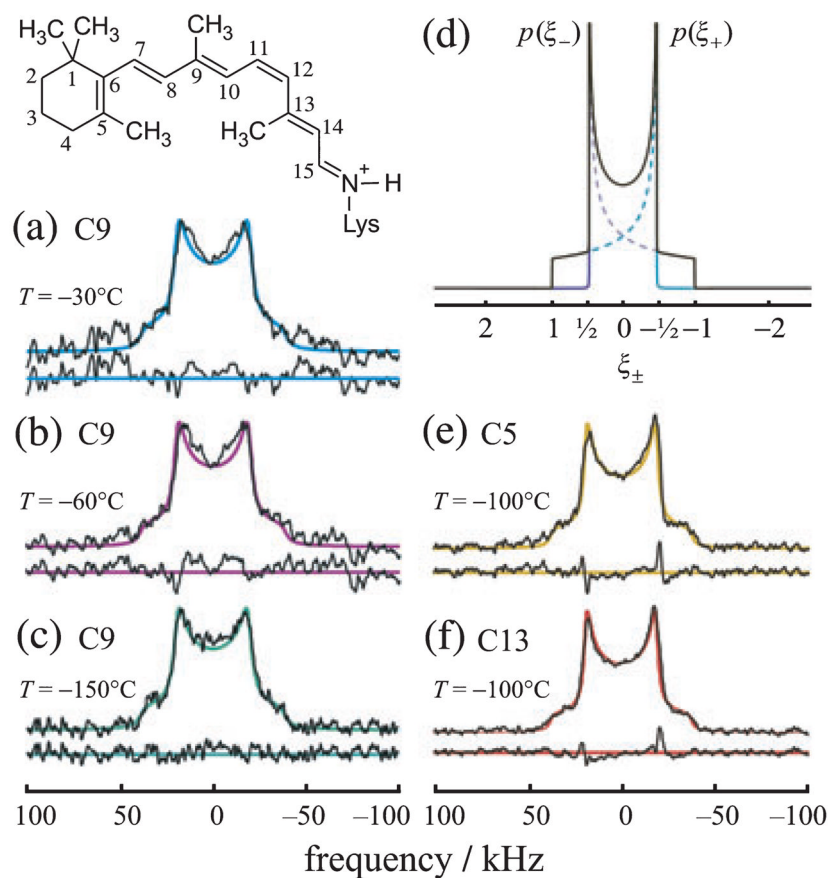 H₃C CH₃ CH₃
7 11
2 1 9 12
6 8 10
3 13
5 H₃C 14
4 CH₃
15 N⁺–H
Lys
(a) C9
T = –30°C
(b) C9
T = –60°C
(c) C9
T = –150°C
100 50 0 –50 –100
(d) p(ξ₋) p(ξ₊)
2 1 ½ 0 –½ –1 –2
ξ±
(e) C5
T = –100°C
(f) C13
T = –100°C
100 50 0 –50 –100
frequency / kHz